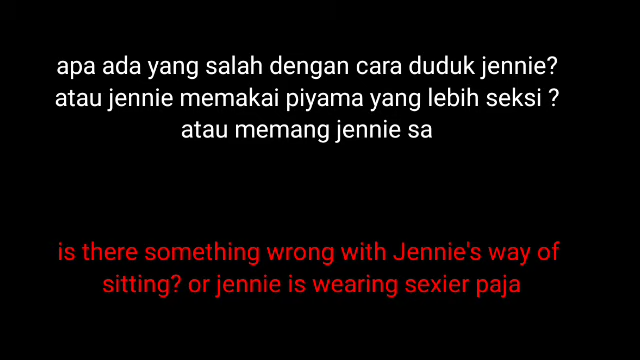 apa ada yang salah dengan cara duduk jennie?
atau jennie memakai piyama yang lebih seksi ?
atau memang jennie sa
is there something wrong with Jennie's way of
sitting? or jennie is wearing sexier paja